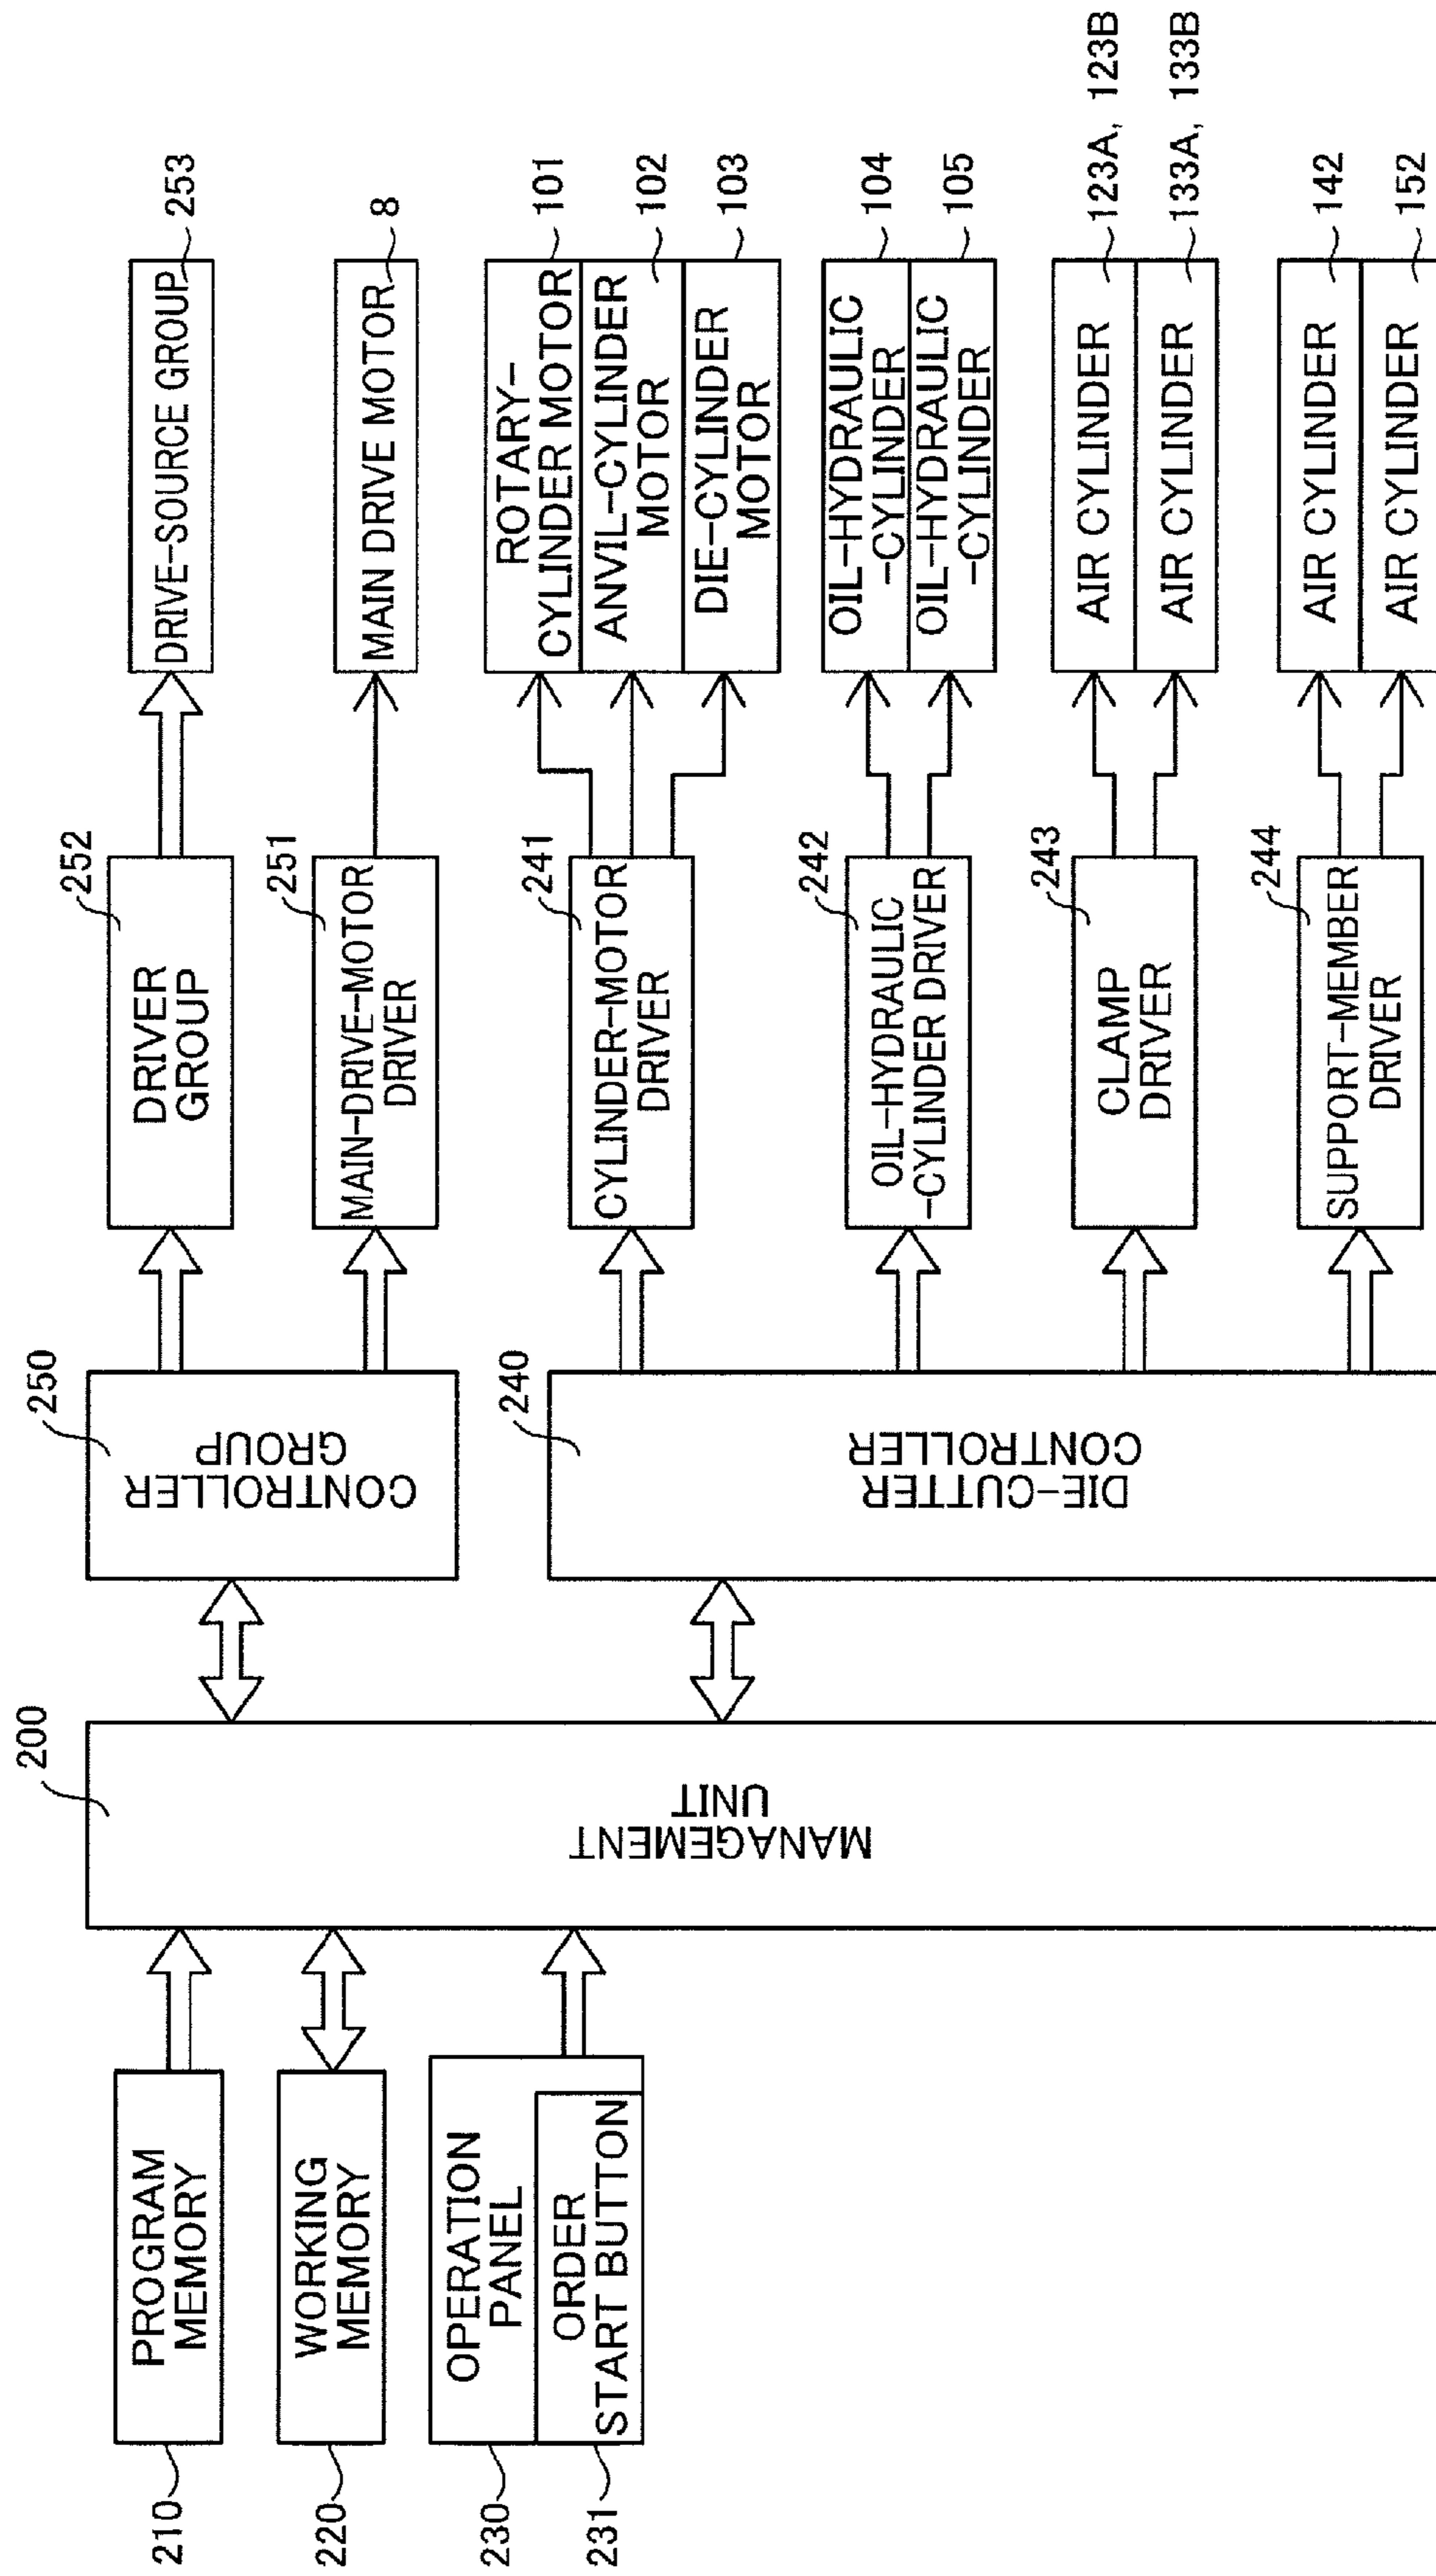 210
PROGRAM
MEMORY
220
WORKING
MEMORY
230
OPERATION
PANEL
231
ORDER
START BUTTON
200
MANAGEMENT
UNIT
250
CONTROLLER
GROUP
240
DIE-CUTTER
CONTROLLER
252
DRIVER
GROUP
251
MAIN-DRIVE-MOTOR
DRIVER
241
CYLINDER-MOTOR
DRIVER
242
OIL-HYDRAULIC
-CYLINDER DRIVER
243
CLAMP
DRIVER
244
SUPPORT-MEMBER
DRIVER
DRIVE-SOURCE GROUP
253
MAIN DRIVE MOTOR
8
ROTARY-
CYLINDER MOTOR
101
ANVIL-CYLINDER
MOTOR
102
DIE-CYLINDER
MOTOR
103
OIL-HYDRAULIC
-CYLINDER
104
OIL-HYDRAULIC
-CYLINDER
105
AIR CYLINDER
123A, 123B
AIR CYLINDER
133A, 133B
AIR CYLINDER
142
AIR CYLINDER
152